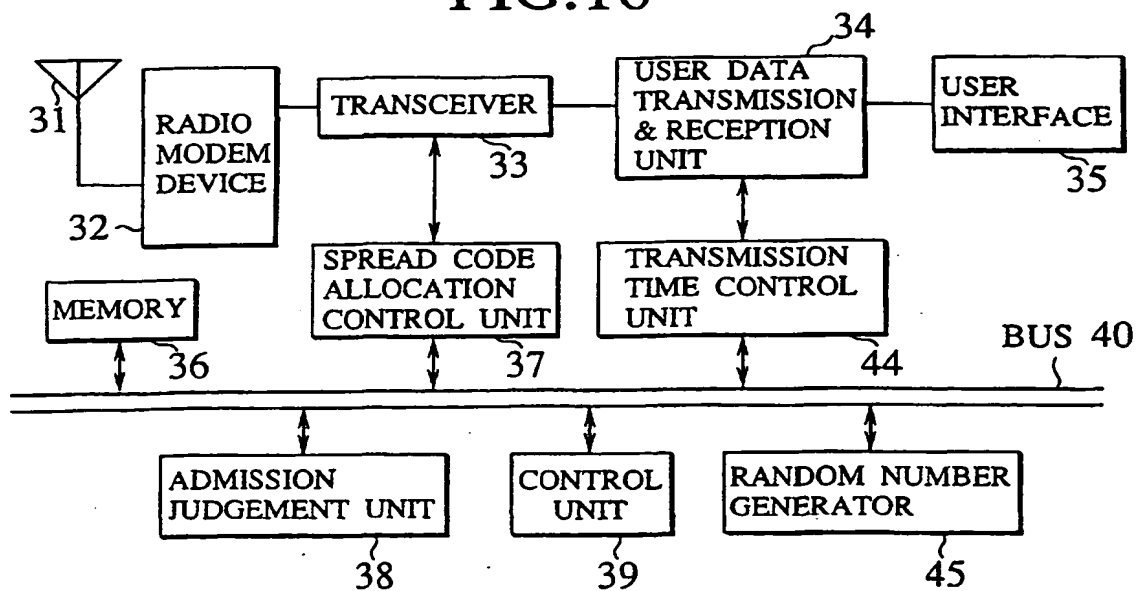 FIG.16
34
31
RADIO
MODEM
DEVICE
32
TRANSCEIVER
33
USER DATA
TRANSMISSION
& RECEPTION
UNIT
USER
INTERFACE
35
MEMORY
36
SPREAD CODE
ALLOCATION
CONTROL UNIT
37
TRANSMISSION
TIME CONTROL
UNIT
44
BUS 40
ADMISSION
JUDGEMENT UNIT
38
CONTROL
UNIT
39
RANDOM NUMBER
GENERATOR
45